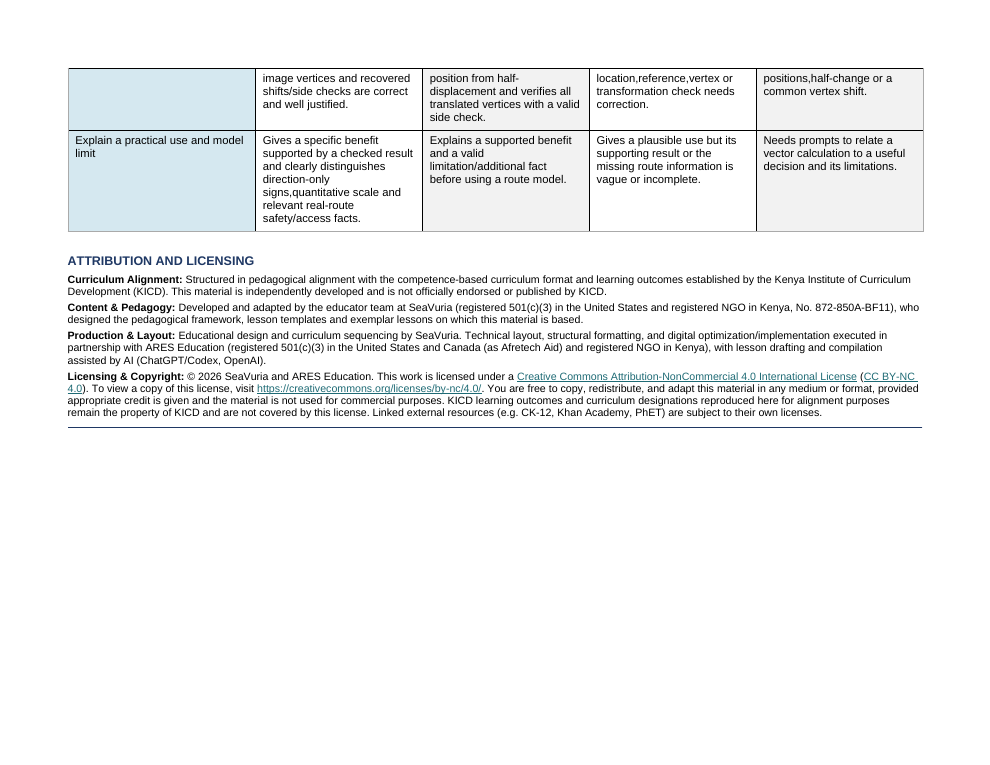 image vertices and recovered
shifts/side checks are correct
and well justified.
position from half-
displacement and verifies all
translated vertices with a valid
side check.
location,reference,vertex or
transformation check needs
correction.
positions,half-change or a
common vertex shift.
Explain a practical use and model
limit
Gives a specific benefit
supported by a checked result
and clearly distinguishes
direction-only
signs,quantitative scale and
relevant real-route
safety/access facts.
Explains a supported benefit
and a valid
limitation/additional fact
before using a route model.
Gives a plausible use but its
supporting result or the
missing route information is
vague or incomplete.
Needs prompts to relate a
vector calculation to a useful
decision and its limitations.
ATTRIBUTION AND LICENSING
Curriculum Alignment: Structured in pedagogical alignment with the competence-based curriculum format and learning outcomes established by the Kenya Institute of Curriculum
Development (KICD). This material is independently developed and is not officially endorsed or published by KICD.
Content & Pedagogy: Developed and adapted by the educator team at SeaVuria (registered 501(c)(3) in the United States and registered NGO in Kenya, No. 872-850A-BF11), who
designed the pedagogical framework, lesson templates and exemplar lessons on which this material is based.
Production & Layout: Educational design and curriculum sequencing by SeaVuria. Technical layout, structural formatting, and digital optimization/implementation executed in
partnership with ARES Education (registered 501(c)(3) in the United States and Canada (as Afretech Aid) and registered NGO in Kenya), with lesson drafting and compilation
assisted by AI (ChatGPT/Codex, OpenAI).
Licensing & Copyright: © 2026 SeaVuria and ARES Education. This work is licensed under a Creative Commons Attribution-NonCommercial 4.0 International License (CC BY-NC
4.0). To view a copy of this license, visit https://creativecommons.org/licenses/by-nc/4.0/. You are free to copy, redistribute, and adapt this material in any medium or format, provided
appropriate credit is given and the material is not used for commercial purposes. KICD learning outcomes and curriculum designations reproduced here for alignment purposes
remain the property of KICD and are not covered by this license. Linked external resources (e.g. CK-12, Khan Academy, PhET) are subject to their own licenses.